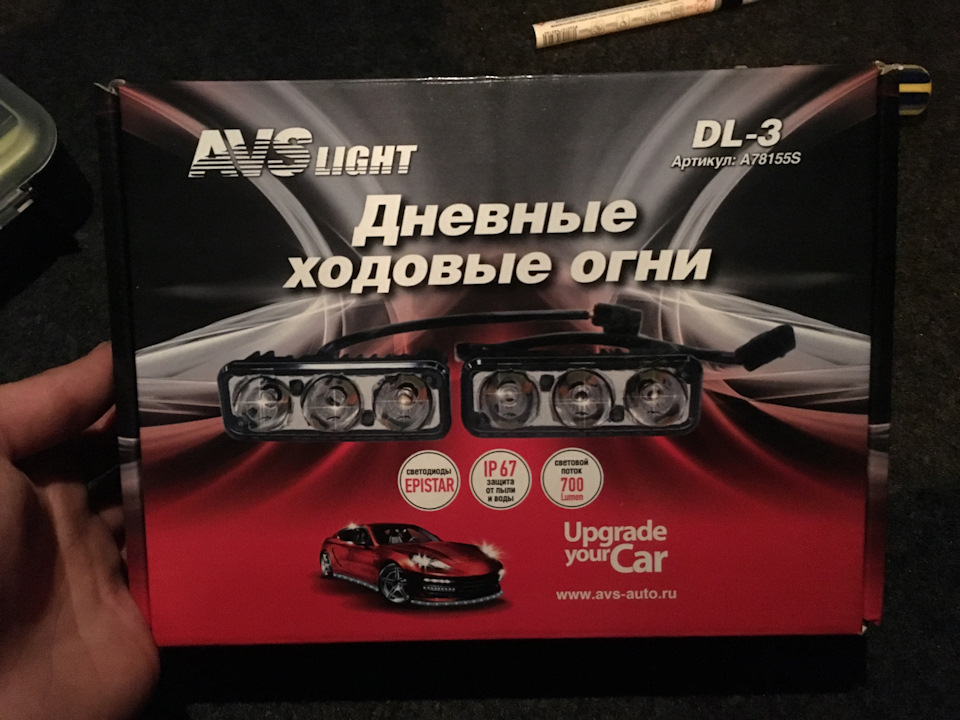 AVS LIGHT
DL-3
Артикул: A78155S
Дневные
ходовые огни
светодиоды
EPISTAR
IP 67
защита
от пыли
и воды
световой
поток
700
Lumen
Upgrade
your Car
www.avs-auto.ru